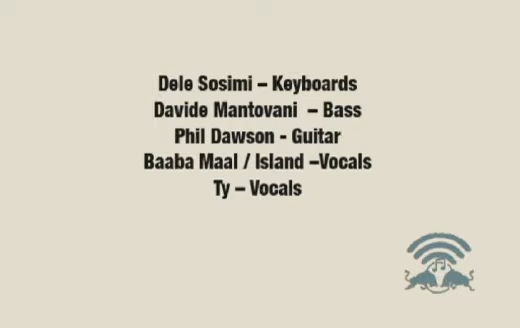 Dele Sosimi – Keyboards
Davide Mantovani – Bass
Phil Dawson - Guitar
Baaba Maal / Island –Vocals
Ty – Vocals